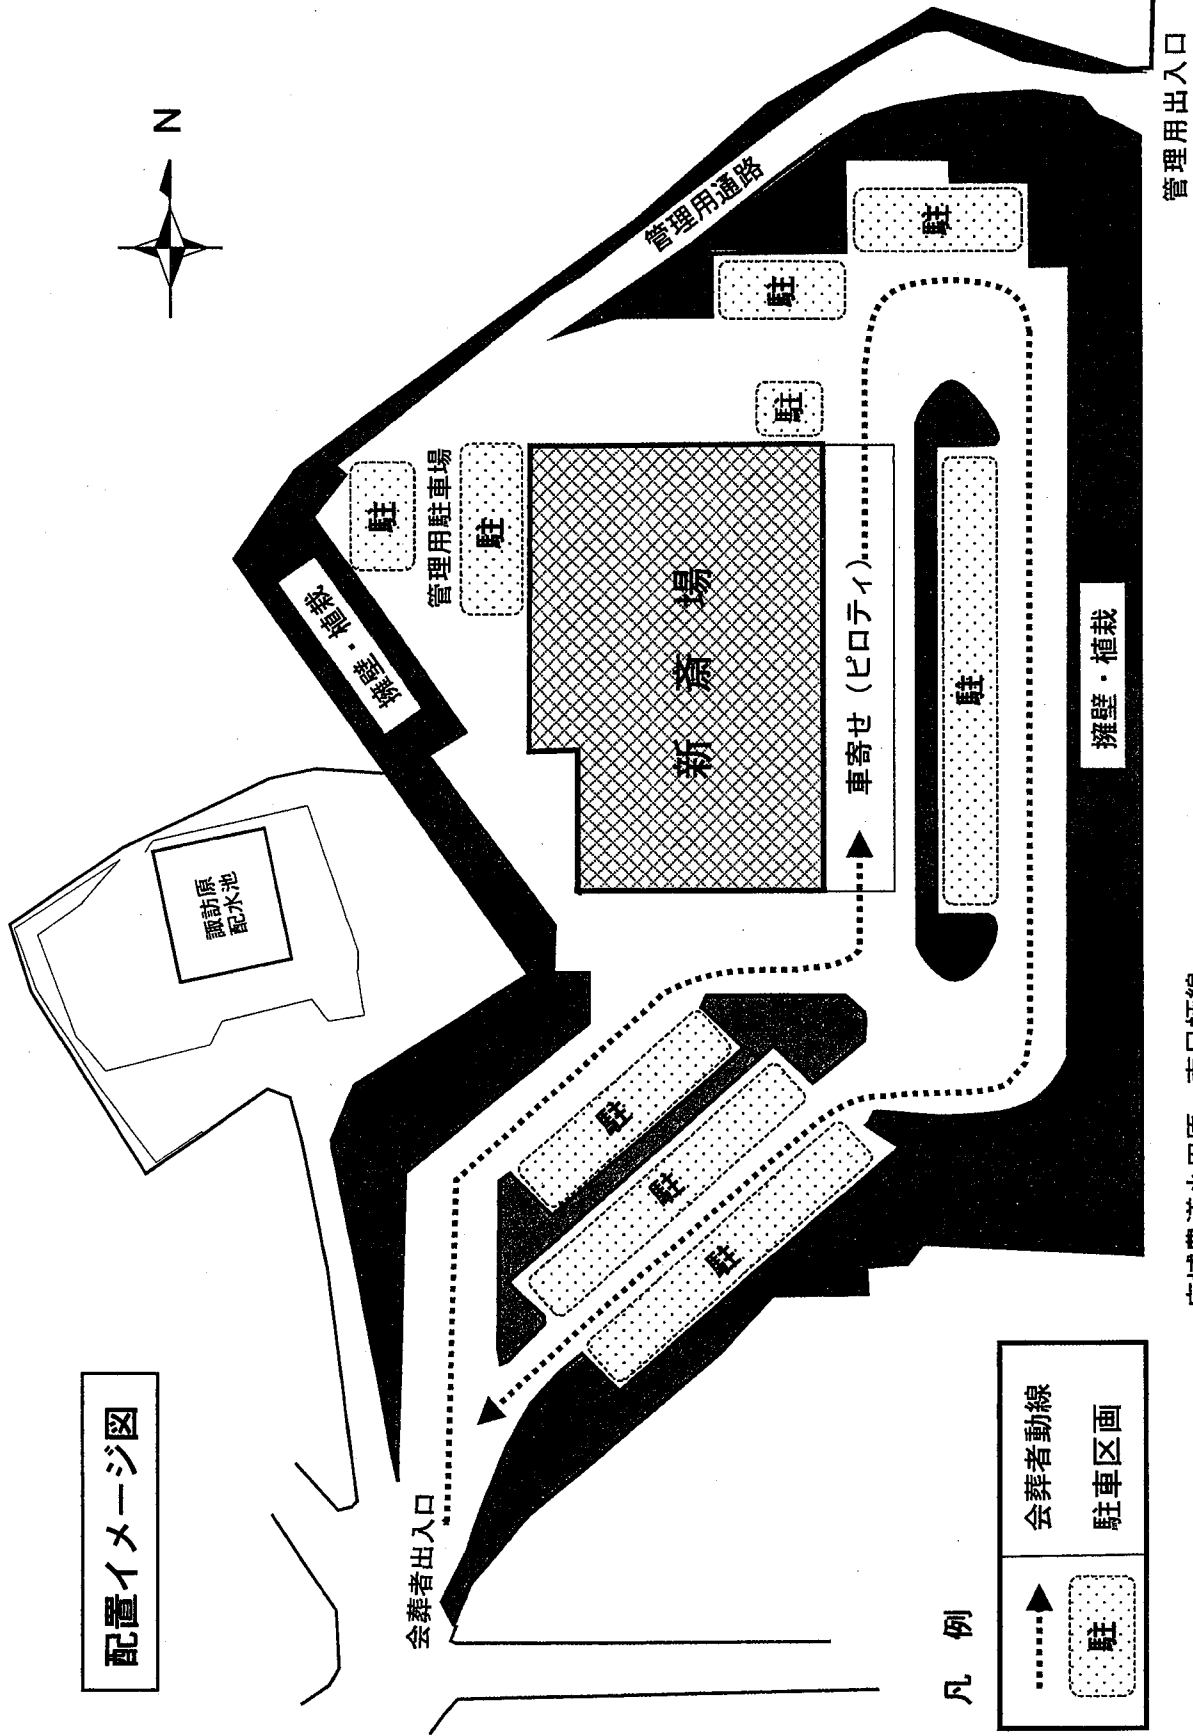 配置イメージ図
N
諏訪原
配水池
擁壁・植栽
管理用通路
管理用出入口
駐
管理用駐車場
駐
駐
駐
駐
新斎場
車寄せ（ピロティ）
駐
擁壁・植栽
駐
駐
駐
会葬者出入口
凡例
会葬者動線
駐
駐車区画